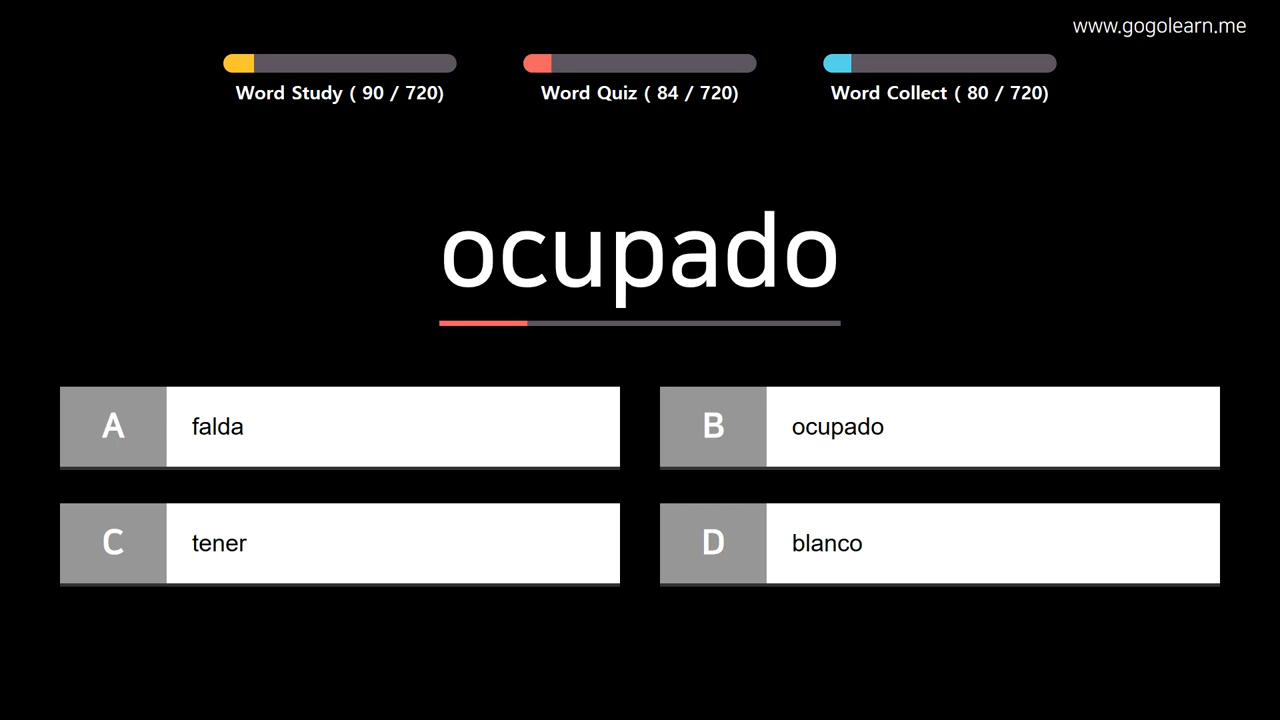 www.gogolearn.me
Word Study ( 90 / 720)
Word Quiz ( 84 / 720)
Word Collect ( 80 / 720)
ocupado
A falda
B ocupado
C tener
D blanco